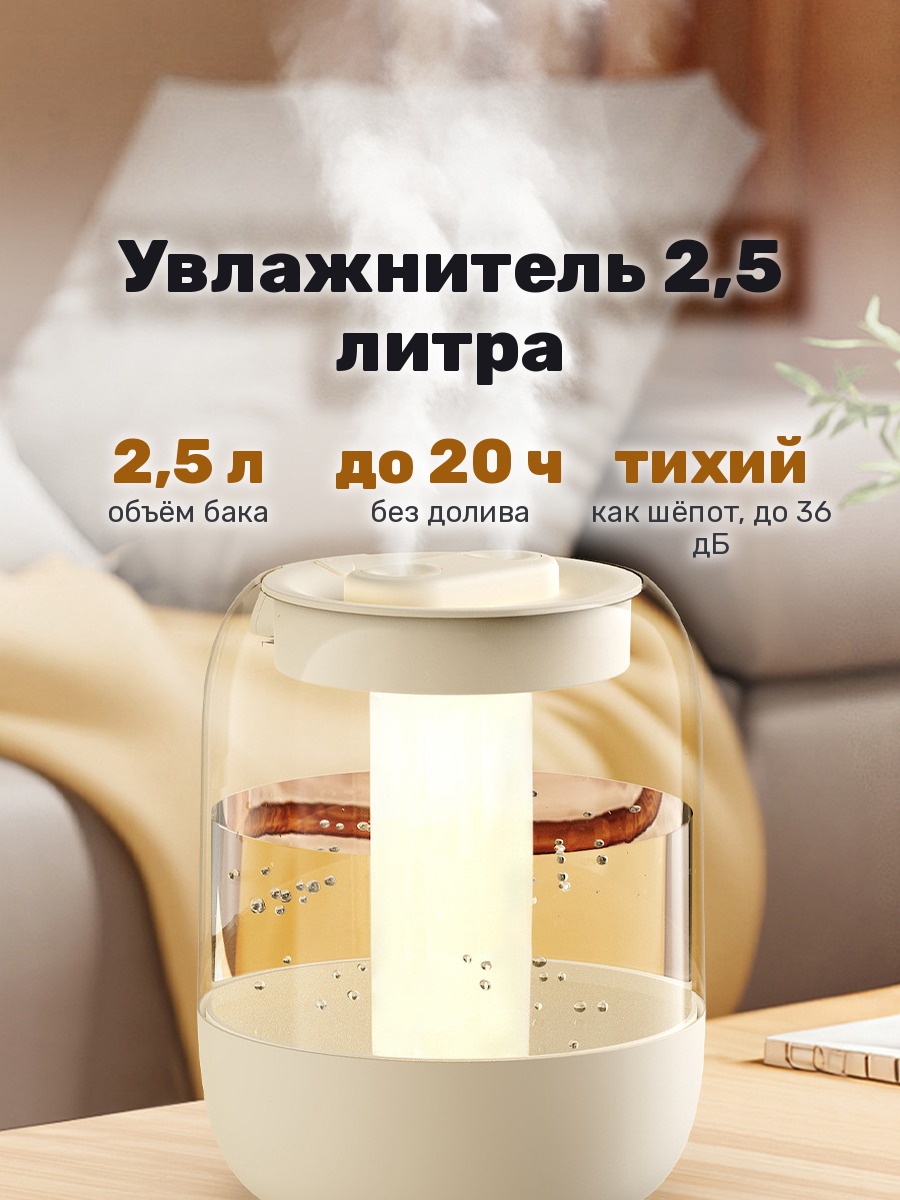 Увлажнитель 2,5
литра
2,5 л до 20 ч тихий
объём бака без долива как шёпот, до 36
дБ